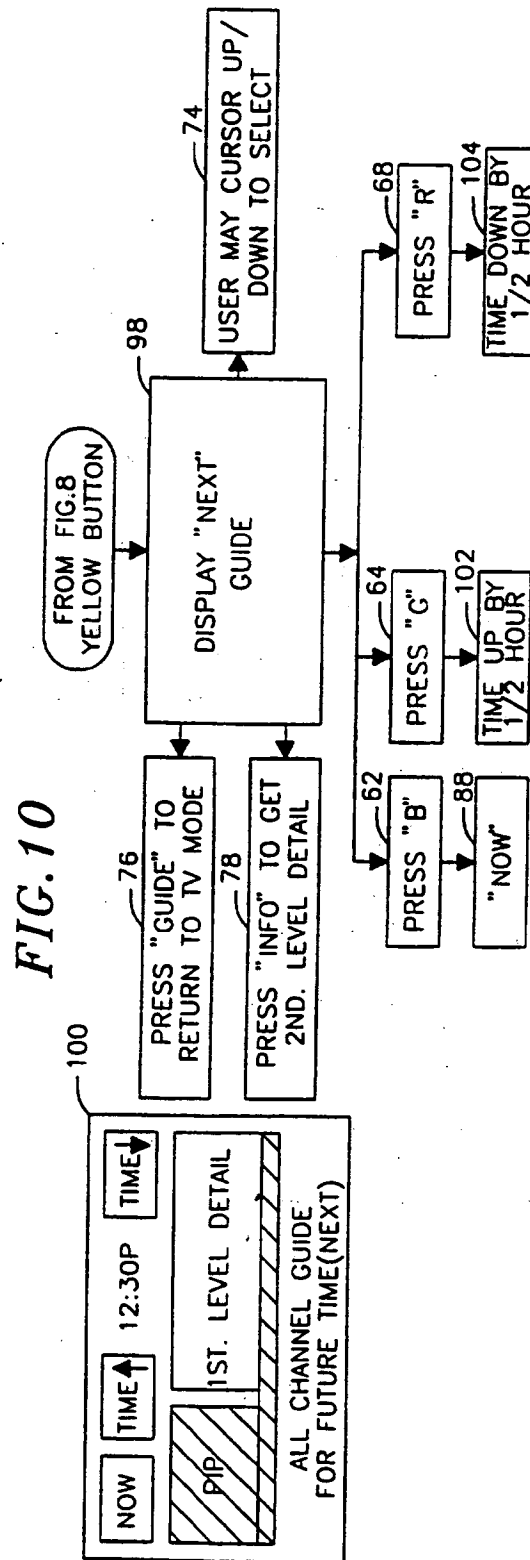 FIG.10
100
NOW
TIME
12:30P
TIME
PIP
1ST. LEVEL DETAIL
ALL CHANNEL GUIDE
FOR FUTURE TIME(NEXT)
FROM FIG.8
YELLOW BUTTON
98
DISPLAY "NEXT"
GUIDE
76
PRESS "GUIDE" TO
RETURN TO TV MODE
78
PRESS "INFO" TO GET
2ND. LEVEL DETAIL
74
USER MAY CURSOR UP/
DOWN TO SELECT
62
PRESS "B"
88
"NOW"
64
PRESS "G"
102
TIME UP BY
1/2 HOUR
68
PRESS "R"
104
TIME DOWN BY
1/2 HOUR